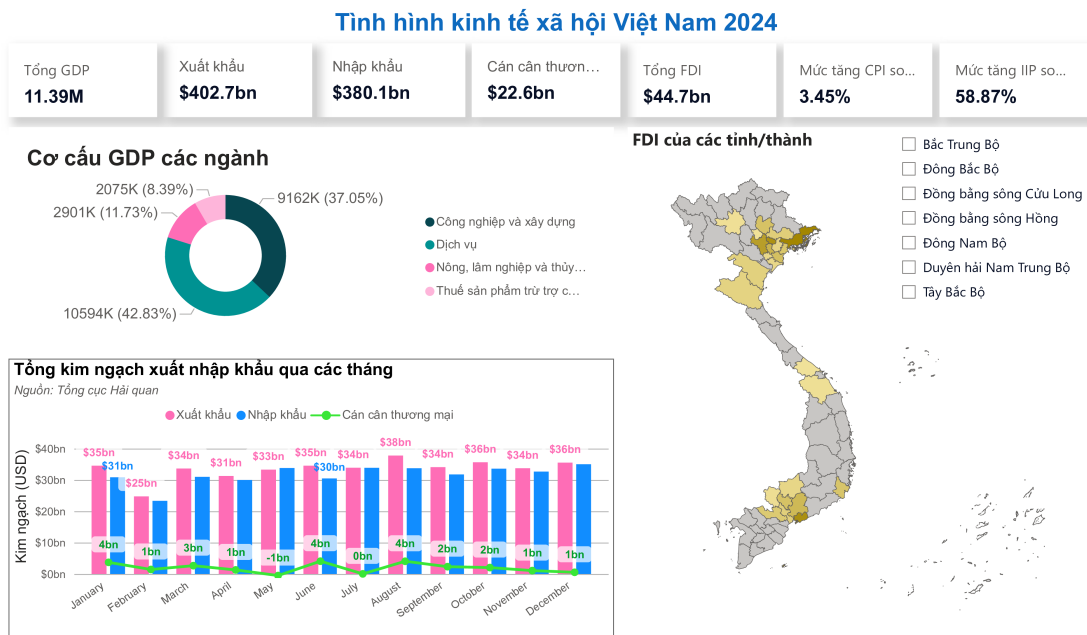 Tình hình kinh tế xã hội Việt Nam 2024
Tổng GDP
11.39M
Xuất khẩu
$402.7bn
Nhập khẩu
$380.1bn
Cán cân thươn…
$22.6bn
Tổng FDI
$44.7bn
Mức tăng CPI so…
3.45%
Mức tăng IIP so…
58.87%
Cơ cấu GDP các ngành
2075K (8.39%)
2901K (11.73%)
9162K (37.05%)
10594K (42.83%)
Công nghiệp và xây dựng
Dịch vụ
Nông, lâm nghiệp và thủy…
Thuế sản phẩm trừ trợ c…
FDI của các tỉnh/thành
Bắc Trung Bộ
Đông Bắc Bộ
Đồng bằng sông Cửu Long
Đồng bằng sông Hồng
Đông Nam Bộ
Duyên hải Nam Trung Bộ
Tây Bắc Bộ
Tổng kim ngạch xuất nhập khẩu qua các tháng
Nguồn: Tổng cục Hải quan
Xuất khẩu Nhập khẩu Cán cân thương mại
Kim ngạch (USD)
$40bn
$30bn
$20bn
$10bn
$0bn
$35bn $31bn $25bn $34bn $31bn $33bn $35bn $30bn $34bn $38bn $34bn $36bn $34bn $36bn
4bn 1bn 3bn 1bn -1bn 4bn 0bn 4bn 2bn 2bn 1bn 1bn
January February March April May June July August September October November December